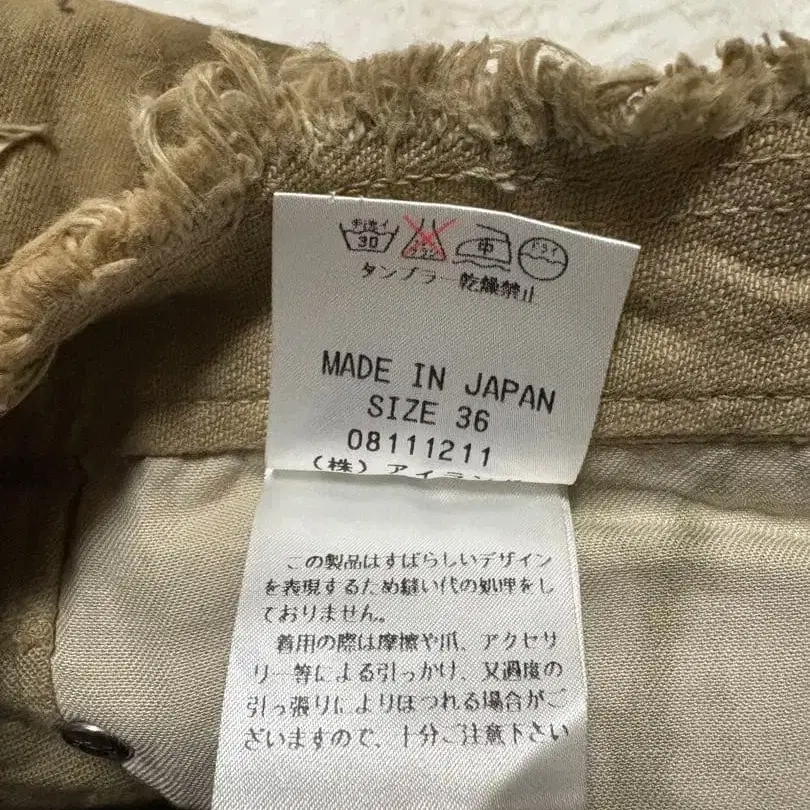 手洗イ 30 中 ドライ
タンブラー乾燥禁止
MADE IN JAPAN
SIZE 36
08111211
(株) アイランド
この製品はすばらしいデザイン
を表現するため縫い代の処理をし
ておりません。
着用の際は摩擦や爪、アクセサ
リー等による引っかけ、又過度の
引っ張りによりほつれる場合がご
ざいますので、十分ご注意下さい